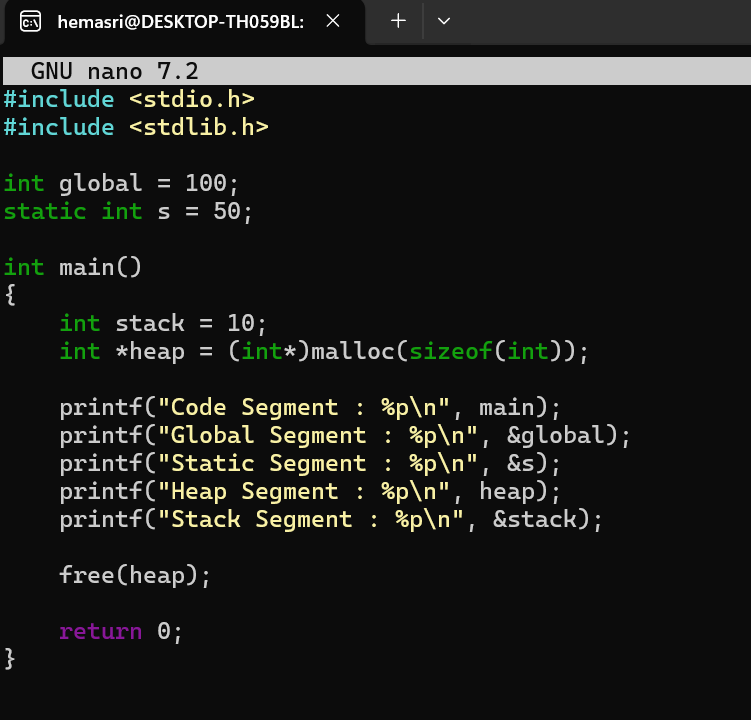 hemasri@DESKTOP-TH059BL:
GNU nano 7.2
#include <stdio.h>
#include <stdlib.h>

int global = 100;
static int s = 50;

int main()
{
    int stack = 10;
    int *heap = (int*)malloc(sizeof(int));

    printf("Code Segment : %p\n", main);
    printf("Global Segment : %p\n", &global);
    printf("Static Segment : %p\n", &s);
    printf("Heap Segment : %p\n", heap);
    printf("Stack Segment : %p\n", &stack);

    free(heap);

    return 0;
}